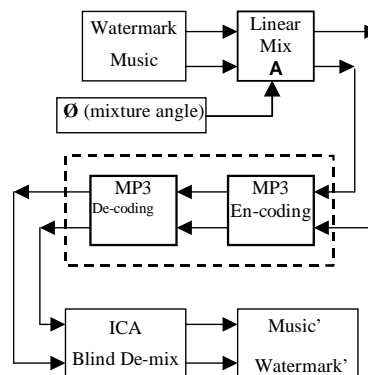 Watermark
Music
Linear
Mix
A
Ø (mixture angle)
MP3
De-coding
MP3
En-coding
ICA
Blind De-mix
Music’
Watermark’